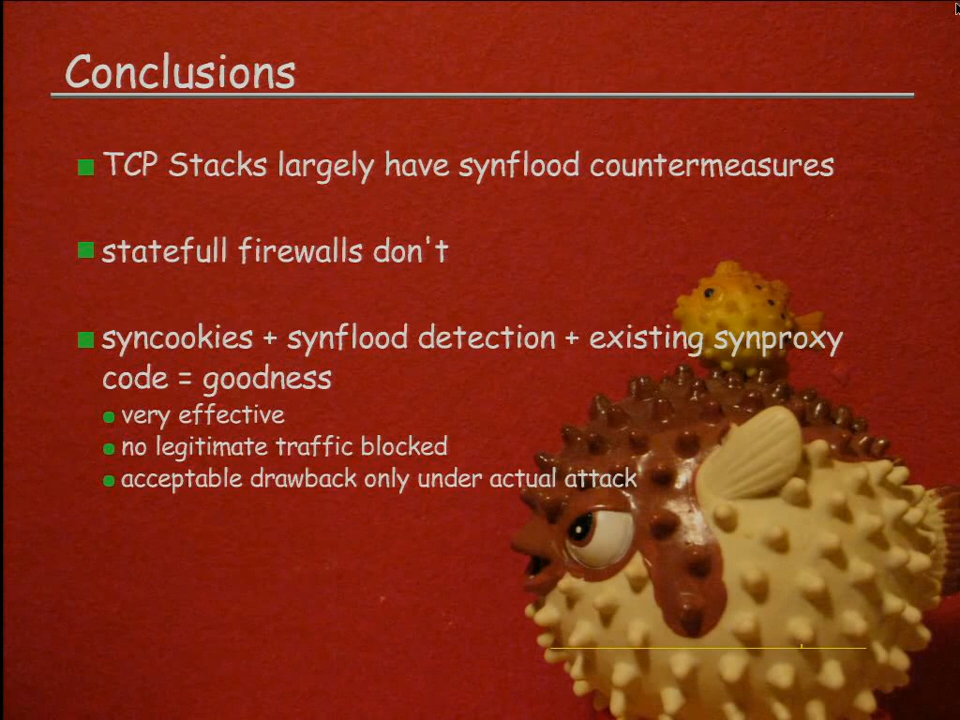 Conclusions
TCP Stacks largely have synflood countermeasures
statefull firewalls don't
syncookies + synflood detection + existing synproxy
code = goodness
very effective
no legitimate traffic blocked
acceptable drawback only under actual attack